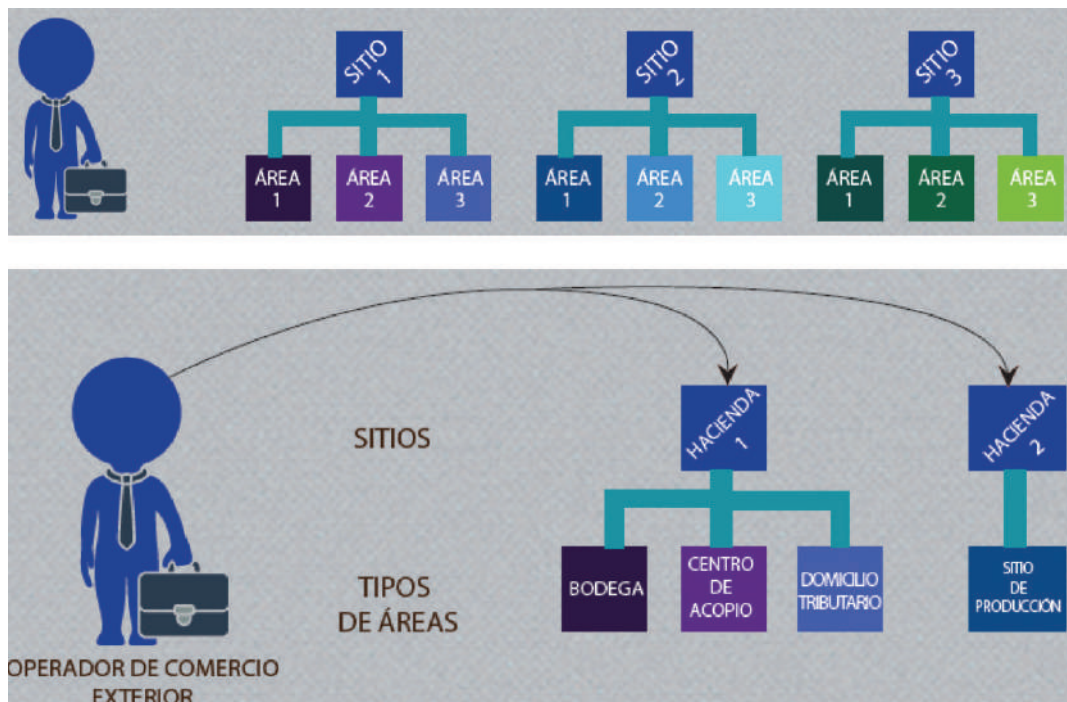 SITIO
1
SITIO
2
SITIO
3
ÁREA
1
ÁREA
2
ÁREA
3
ÁREA
1
ÁREA
2
ÁREA
3
ÁREA
1
ÁREA
2
ÁREA
3
SITIOS
HACIENDA
1
HACIENDA
2
TIPOS
DE ÁREAS
BODEGA
CENTRO
DE
ACOPIO
DOMICILIO
TRIBUTARIO
SITIO
DE
PRODUCCIÓN
OPERADOR DE COMERCIO
EXTERIOR